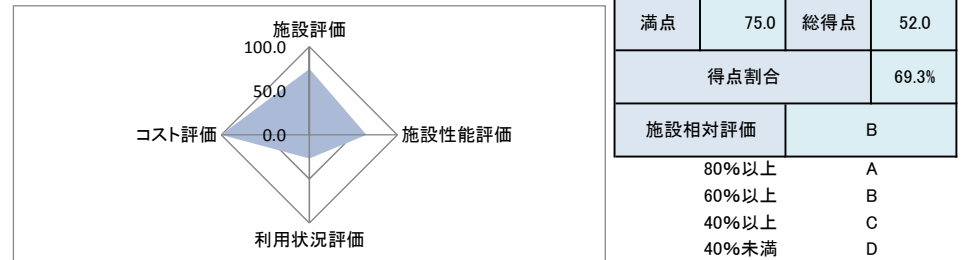 施設評価
100.0
50.0
0.0
コスト評価
施設性能評価
利用状況評価
満点 75.0 総得点 52.0
得点割合 69.3%
施設相対評価 B
80%以上 A
60%以上 B
40%以上 C
40%未満 D